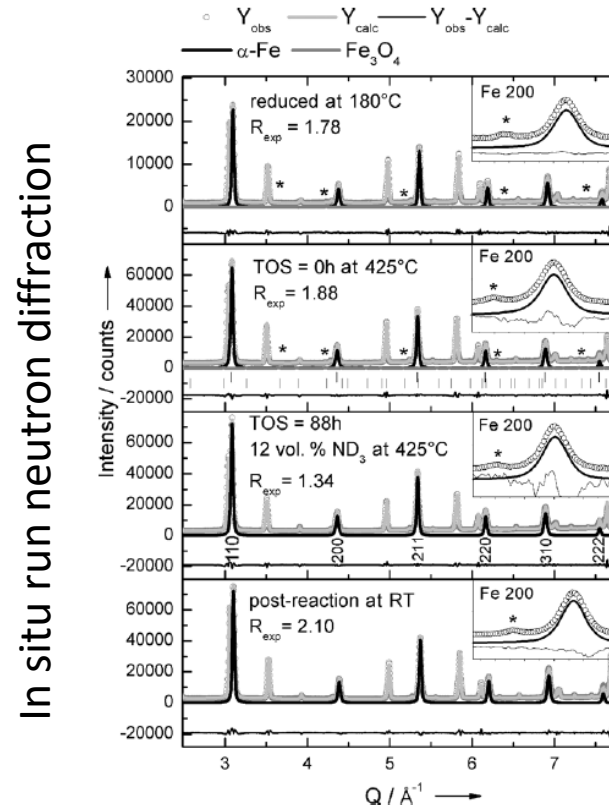 In situ run neutron diffraction
Y_obs Y_calc Y_obs-Y_calc
α-Fe Fe₃O₄
Intensity / counts
30000
20000
10000
0
reduced at 180°C
R_exp = 1.78
* * * * *
Fe 200
*
60000
40000
20000
0
-20000
TOS = 0h at 425°C
R_exp = 1.88
* * * * *
Fe 200
*
60000
40000
20000
0
-20000
TOS = 88h
12 vol. % ND₃ at 425°C
R_exp = 1.34
Fe 200
*
110 200 211 220 310 222
60000
40000
20000
0
-20000
post-reaction at RT
R_exp = 2.10
Fe 200
*
3 4 5 6 7
Q / Å⁻¹